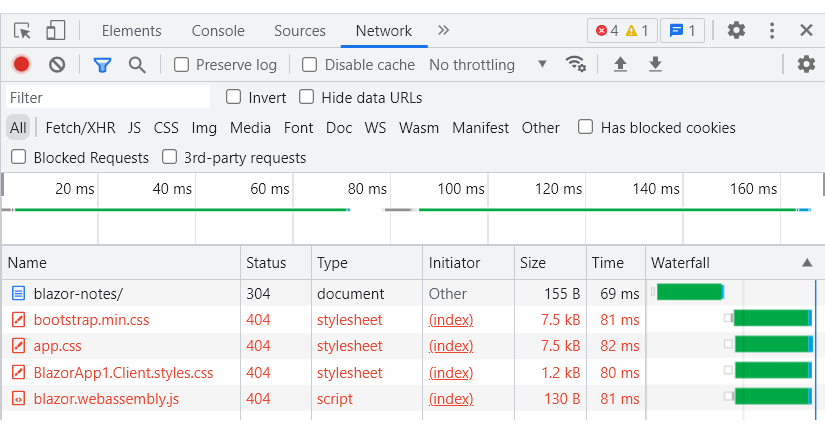 Elements Console Sources Network 4 1 1
Preserve log Disable cache No throttling
Filter Invert Hide data URLs
All Fetch/XHR JS CSS Img Media Font Doc WS Wasm Manifest Other Has blocked cookies
Blocked Requests 3rd-party requests
20 ms 40 ms 60 ms 80 ms 100 ms 120 ms 140 ms 160 ms
Name Status Type Initiator Size Time Waterfall
blazor-notes/ 304 document Other 155 B 69 ms
bootstrap.min.css 404 stylesheet (index) 7.5 kB 81 ms
app.css 404 stylesheet (index) 7.5 kB 82 ms
BlazorApp1.Client.styles.css 404 stylesheet (index) 1.2 kB 80 ms
blazor.webassembly.js 404 script (index) 130 B 81 ms